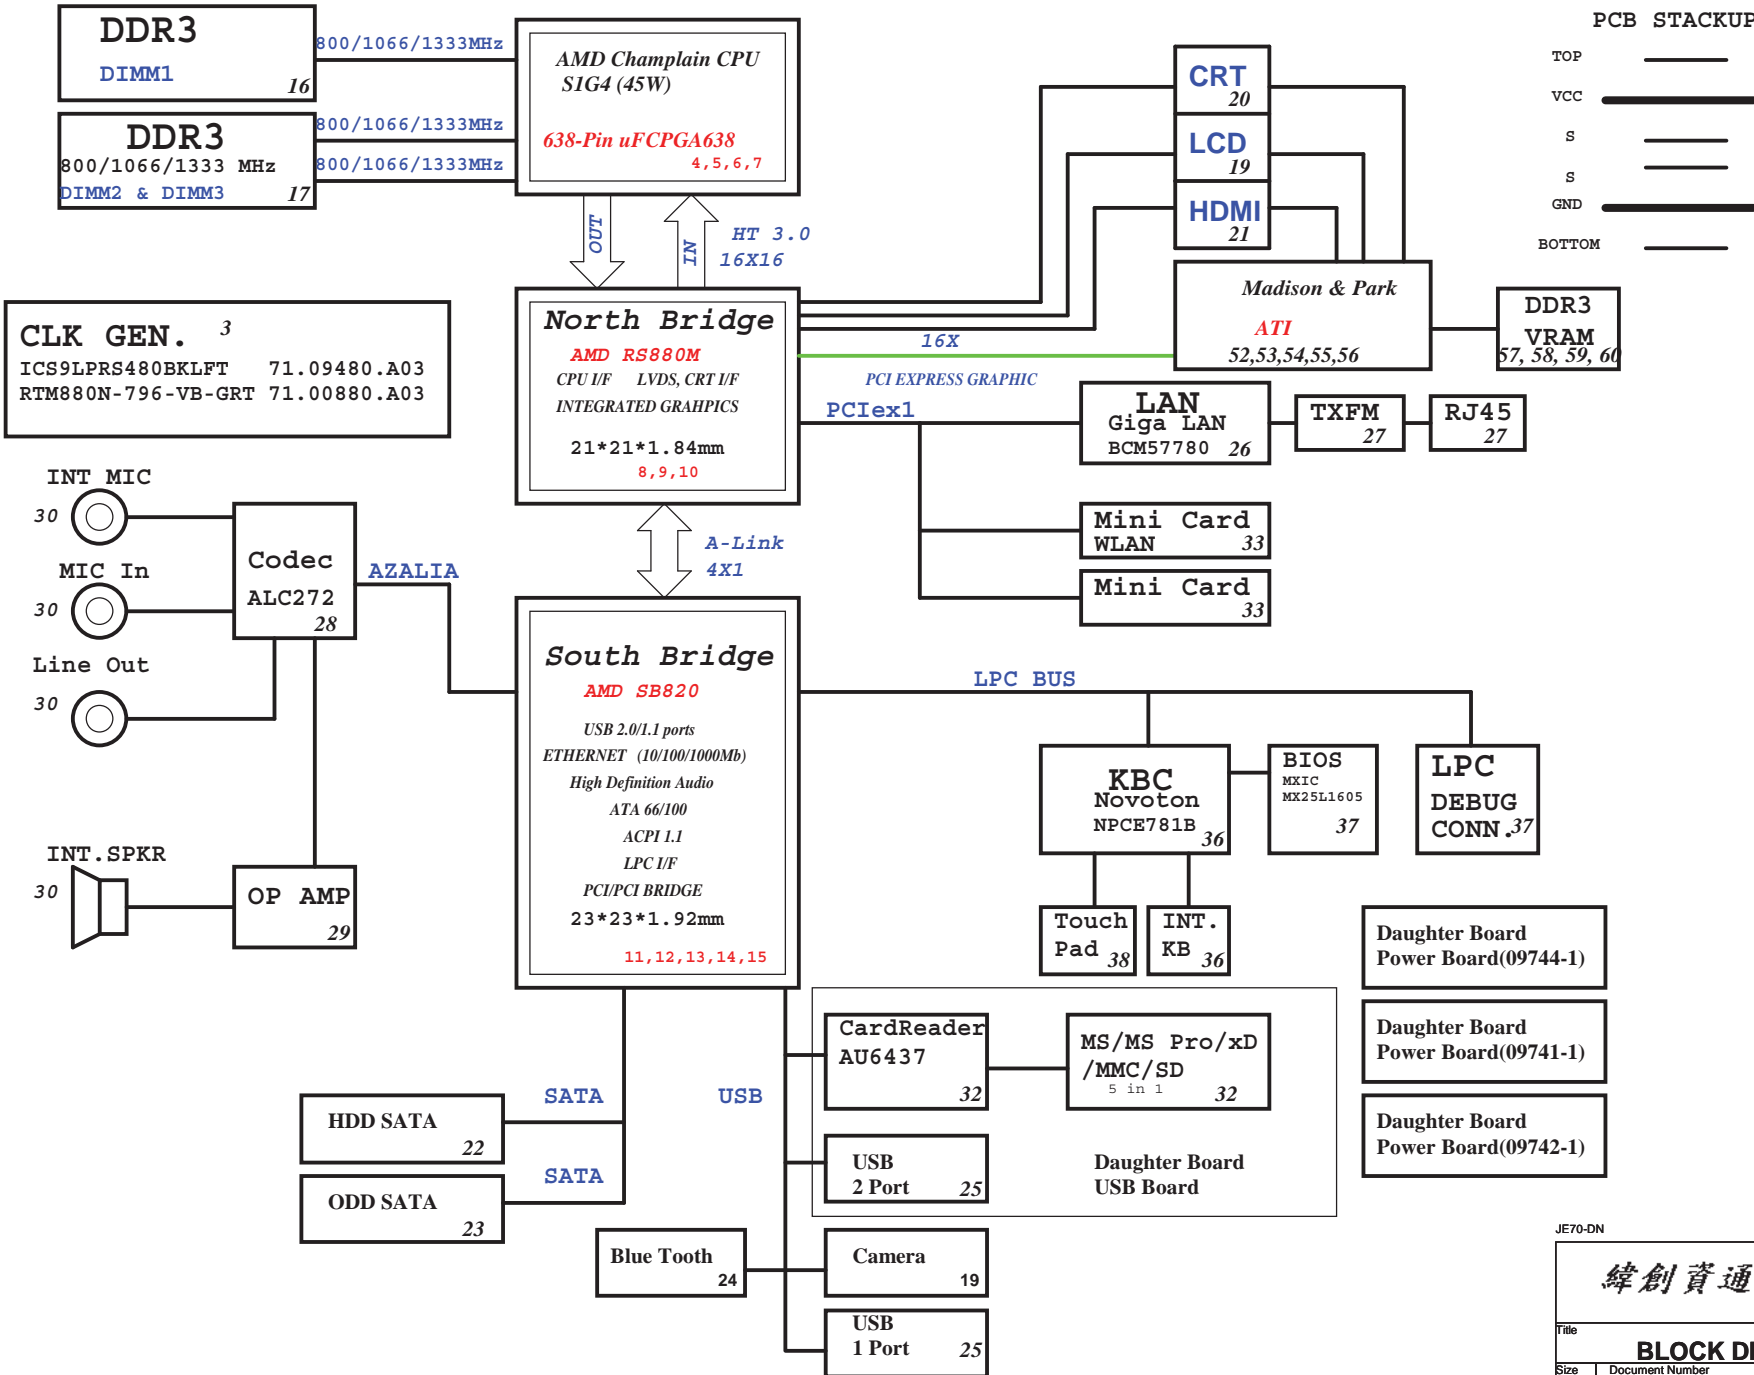 DDR3
DIMM1
16
800/1066/1333MHz
DDR3
800/1066/1333 MHz
DIMM2 & DIMM3
17
800/1066/1333MHz
800/1066/1333MHz
AMD Champlain CPU
S1G4 (45W)
638-Pin uFCPGA638
4,5,6,7
OUT
IN
HT 3.0
16X16
CRT
20
LCD
19
HDMI
21
PCB STACKUP
TOP
VCC
S
S
GND
BOTTOM
CLK GEN. 3
ICS9LPRS480BKLFT 71.09480.A03
RTM880N-796-VB-GRT 71.00880.A03
North Bridge
AMD RS880M
CPU I/F LVDS, CRT I/F
INTEGRATED GRAHPICS
21*21*1.84mm
8,9,10
16X
PCI EXPRESS GRAPHIC
Madison & Park
ATI
52,53,54,55,56
DDR3
VRAM
57, 58, 59, 60
PCIex1
LAN
Giga LAN
BCM57780 26
TXFM
27
RJ45
27
Mini Card
WLAN 33
Mini Card
33
A-Link
4X1
INT MIC
30
MIC In
30
Line Out
30
Codec
ALC272
28
AZALIA
INT.SPKR
30
OP AMP
29
South Bridge
AMD SB820
USB 2.0/1.1 ports
ETHERNET (10/100/1000Mb)
High Definition Audio
ATA 66/100
ACPI 1.1
LPC I/F
PCI/PCI BRIDGE
23*23*1.92mm
11,12,13,14,15
LPC BUS
KBC
Novoton
NPCE781B 36
BIOS
MXIC
MX25L1605
37
LPC
DEBUG
CONN. 37
Touch
Pad 38
INT.
KB 36
Daughter Board
Power Board(09744-1)
Daughter Board
Power Board(09741-1)
Daughter Board
Power Board(09742-1)
SATA
HDD SATA
22
SATA
ODD SATA
23
USB
CardReader
AU6437
32
MS/MS Pro/xD
/MMC/SD
5 in 1 32
USB
2 Port 25
Daughter Board
USB Board
Blue Tooth
24
Camera
19
USB
1 Port 25
JE70-DN
緯創資通
Title
BLOCK
Size Document Number